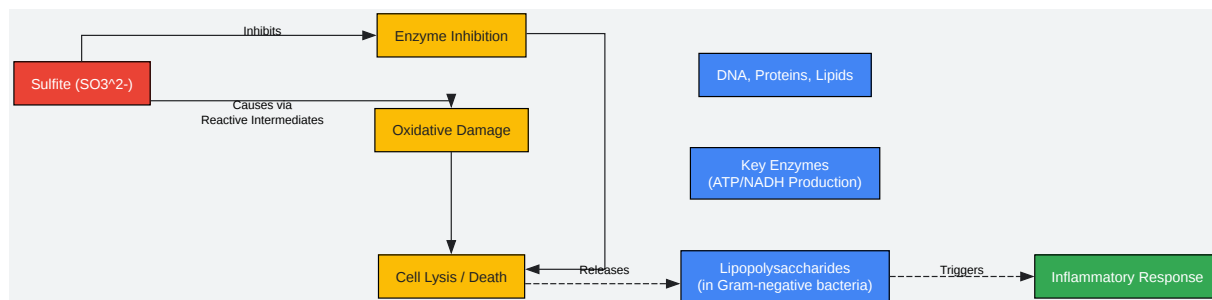 Inhibits
Enzyme Inhibition
Sulfite (SO3^2-)
Causes via
Reactive Intermediates
Oxidative Damage
DNA, Proteins, Lipids
Key Enzymes
(ATP/NADH Production)
Cell Lysis / Death
Releases
Lipopolysaccharides
(in Gram-negative bacteria)
Triggers
Inflammatory Response